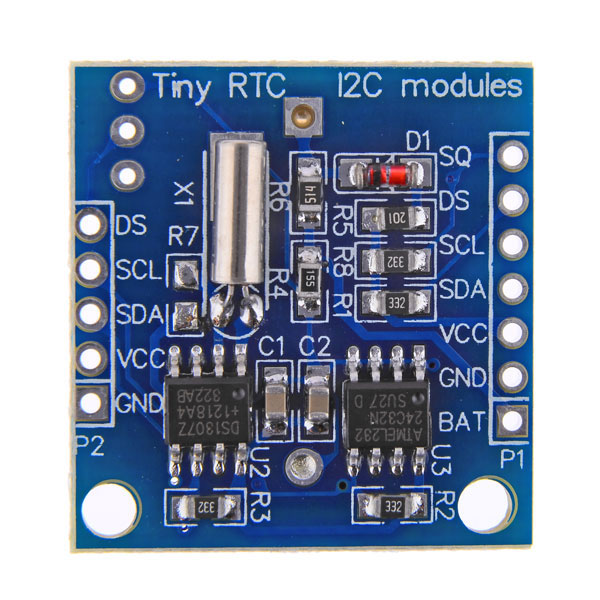 Tiny RTC I2C modules
D1
SQ
DS
SCL
SDA
VCC
GND
BAT
P1
DS
SCL
SDA
VCC
GND
P2
X1
R7
R6
514
R5
201
R4
155
R8
332
R1
332
C1 C2
DS1307Z
+1218A4
322AB
U2
ATMEL232
24C32N
SU27 D
U3
R3
332
R2
332